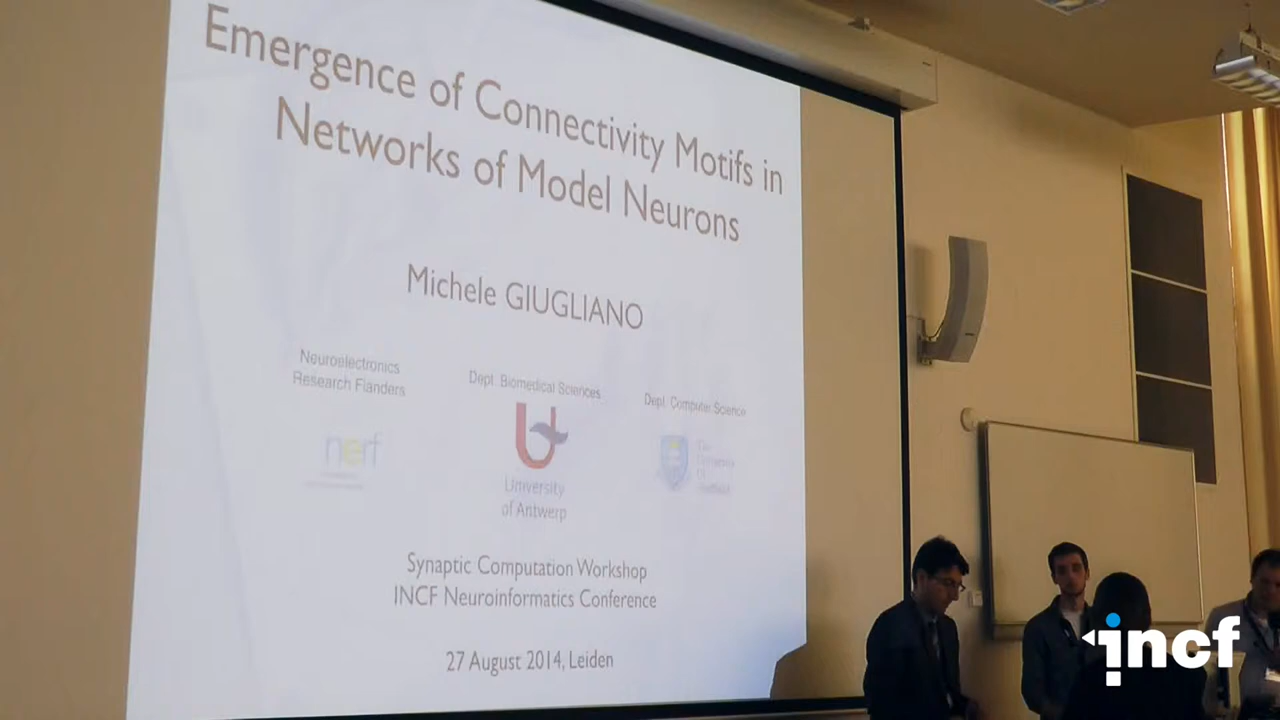 Emergence of Connectivity Motifs in
Networks of Model Neurons
Michele GIUGLIANO
Neuroelectronics
Research Flanders
Dept. Biomedical Sciences
Dept. Computer Science
nerf
University
of Antwerp
Synaptic Computation Workshop
INCF Neuroinformatics Conference
27 August 2014, Leiden
incf